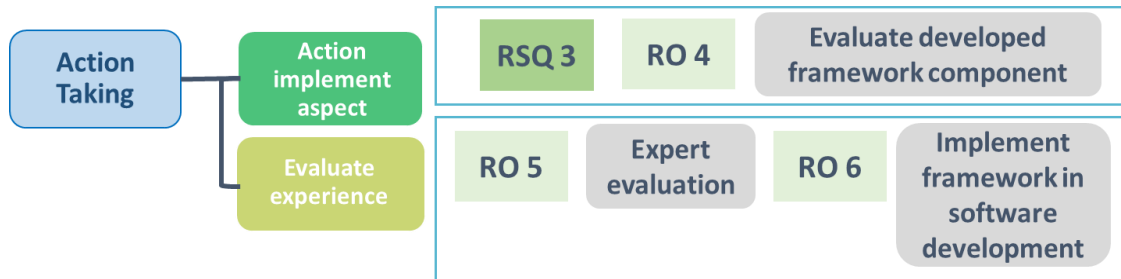 Action
Taking
Action
implement
aspect
RSQ 3
RO 4
Evaluate developed
framework component
Evaluate
experience
RO 5
Expert
evaluation
RO 6
Implement
framework in
software
development